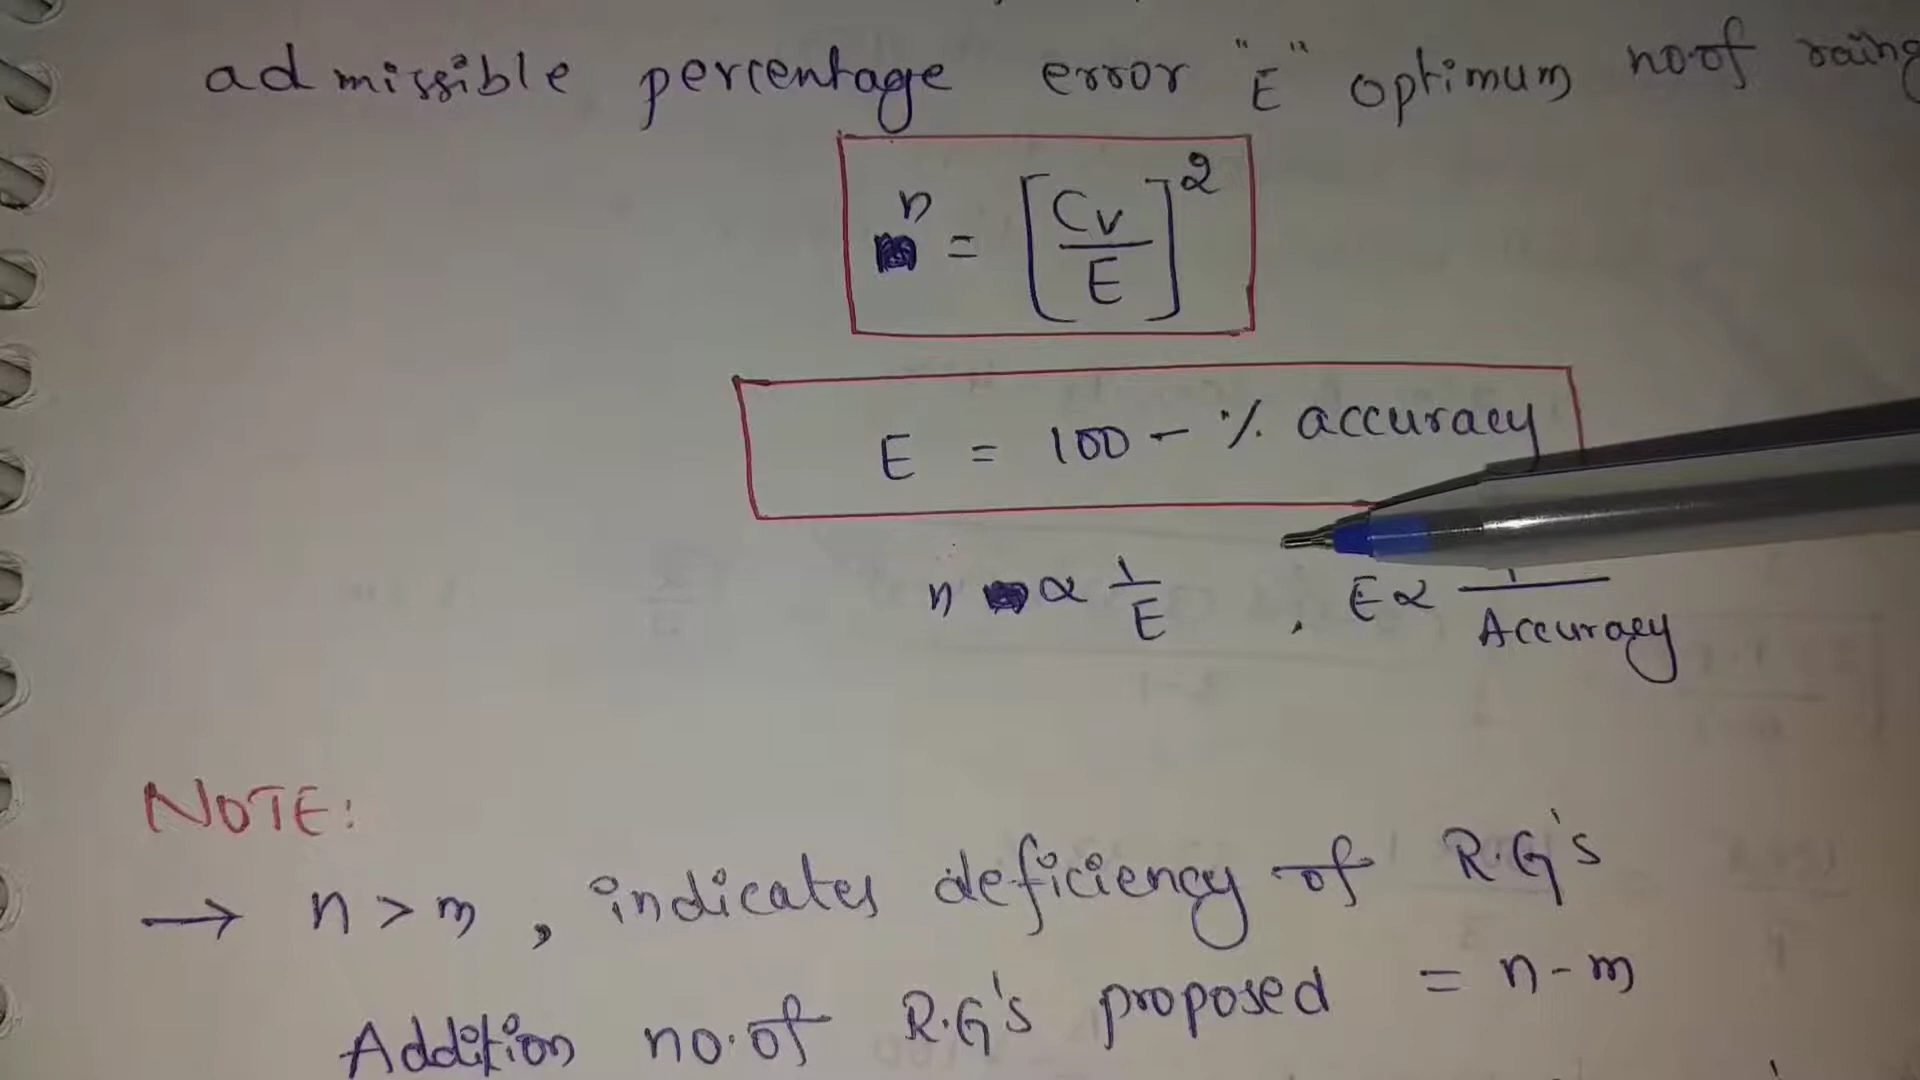 admissible percentage error "E" optimum no.of raing
n = [Cv/E]²
E = 100 - % accuracy
n ∝ 1/E , E ∝ 1/Accuracy
NOTE:
→ n > m , indicates deficiency of R.G's
Addition no.of R.G's proposed = n - m